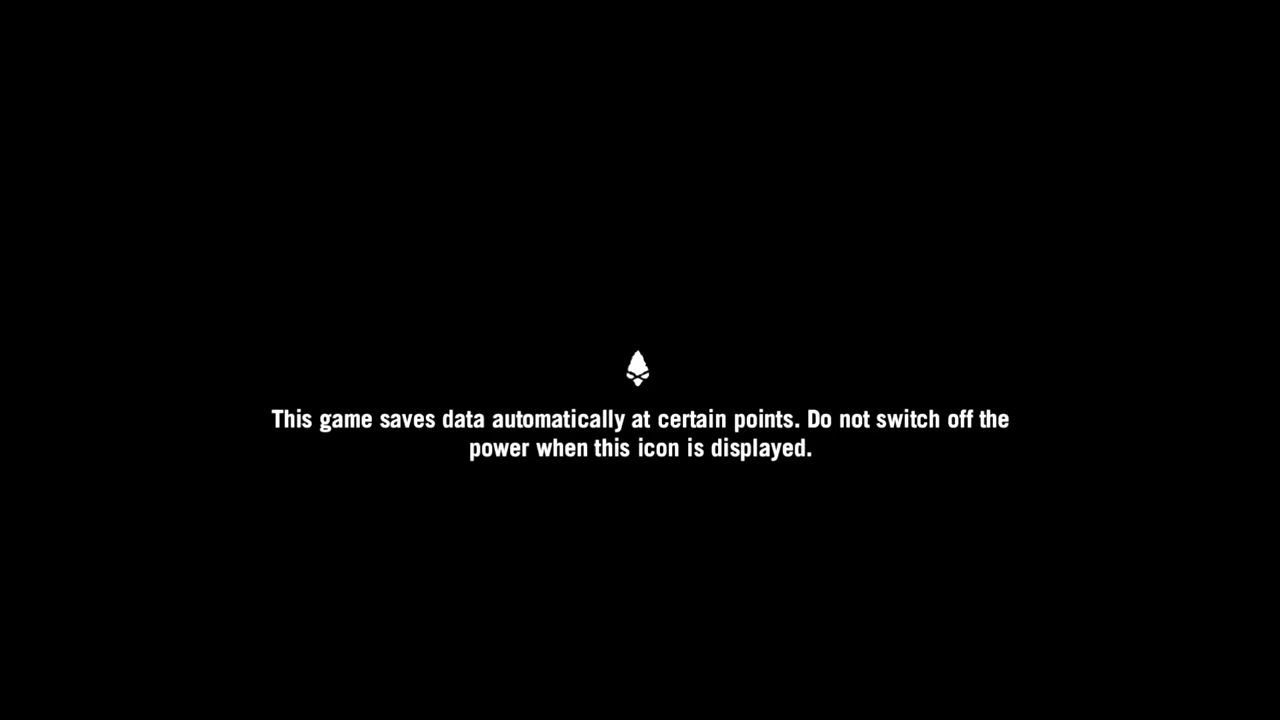 This game saves data automatically at certain points. Do not switch off the
power when this icon is displayed.